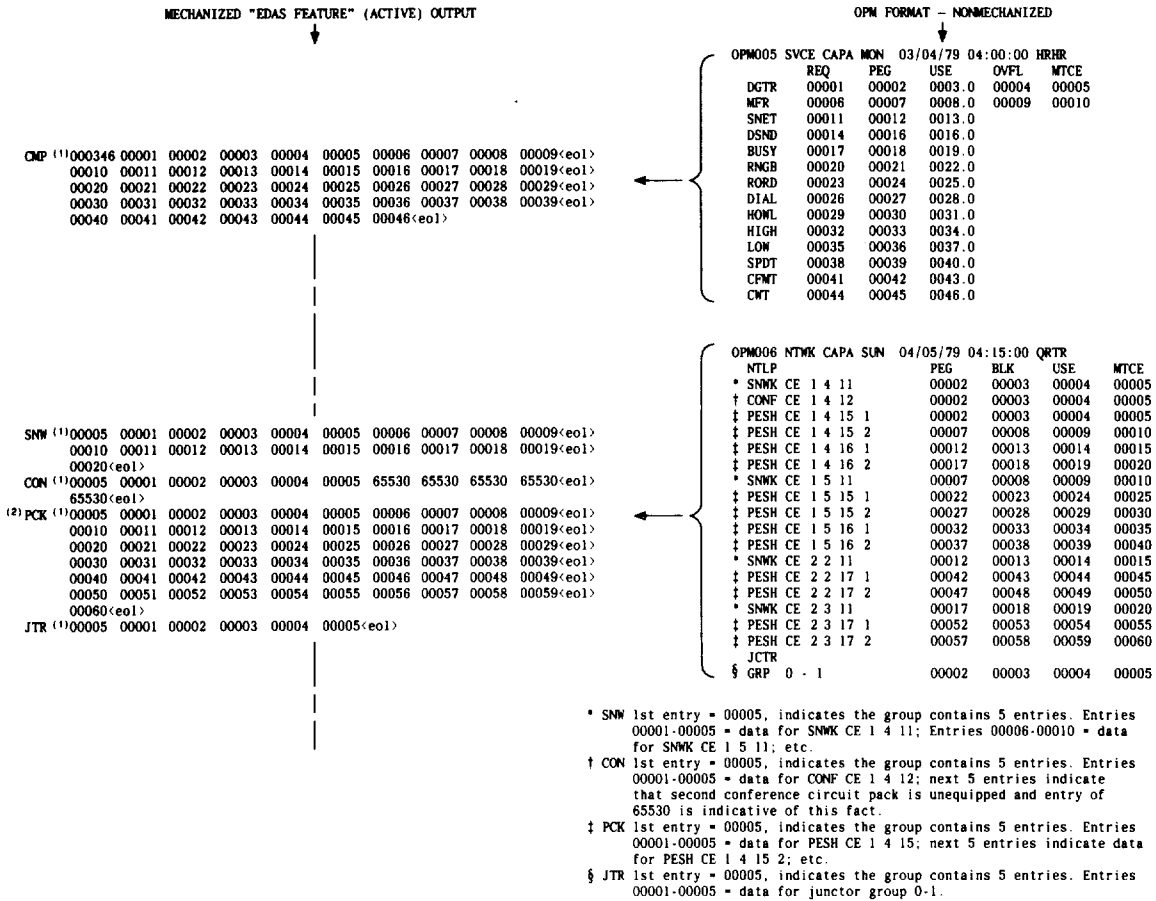 MECHANIZED "EDAS FEATURE" (ACTIVE) OUTPUT
OPM FORMAT - NONMECHANIZED
OPM005 SVCE CAPA MON 03/04/79 04:00:00 HRHR
REQ PEG USE OVFL MTCE
DGTR 00001 00002 0003.0 00004 00005
MFR 00006 00007 0008.0 00009 00010
SNET 00011 00012 0013.0
DSND 00014 00016 0016.0
BUSY 00017 00018 0019.0
RNGB 00020 00021 0022.0
RORD 00023 00024 0025.0
DIAL 00026 00027 0028.0
HOWL 00029 00030 0031.0
HIGH 00032 00033 0034.0
LOW 00035 00036 0037.0
SPDT 00038 00039 0040.0
CFWT 00041 00042 0043.0
CWT 00044 00045 0046.0
CMP (1)000346 00001 00002 00003 00004 00005 00006 00007 00008 00009<eol>
00010 00011 00012 00013 00014 00015 00016 00017 00018 00019<eol>
00020 00021 00022 00023 00024 00025 00026 00027 00028 00029<eol>
00030 00031 00032 00033 00034 00035 00036 00037 00038 00039<eol>
00040 00041 00042 00043 00044 00045 00046<eol>
OPM006 NTWK CAPA SUN 04/05/79 04:15:00 QRTR
NTLP PEG BLK USE MTCE
* SNWK CE 1 4 11 00002 00003 00004 00005
† CONF CE 1 4 12 00002 00003 00004 00005
‡ PESH CE 1 4 15 1 00002 00003 00004 00005
‡ PESH CE 1 4 15 2 00007 00008 00009 00010
‡ PESH CE 1 4 16 1 00012 00013 00014 00015
‡ PESH CE 1 4 16 2 00017 00018 00019 00020
* SNWK CE 1 5 11 00007 00008 00009 00010
‡ PESH CE 1 5 15 1 00022 00023 00024 00025
‡ PESH CE 1 5 15 2 00027 00028 00029 00030
‡ PESH CE 1 5 16 1 00032 00033 00034 00035
‡ PESH CE 1 5 16 2 00037 00038 00039 00040
* SNWK CE 2 2 11 00012 00013 00014 00015
‡ PESH CE 2 2 17 1 00042 00043 00044 00045
‡ PESH CE 2 2 17 2 00047 00048 00049 00050
* SNWK CE 2 3 11 00017 00018 00019 00020
‡ PESH CE 2 3 17 1 00052 00053 00054 00055
‡ PESH CE 2 3 17 2 00057 00058 00059 00060
JCTR
§ GRP 0 - 1 00002 00003 00004 00005
SNW (1)00005 00001 00002 00003 00004 00005 00006 00007 00008 00009<eol>
00010 00011 00012 00013 00014 00015 00016 00017 00018 00019<eol>
00020<eol>
CON (1)00005 00001 00002 00003 00004 00005 65530 65530 65530 65530<eol>
65530<eol>
(2) PCK (1)00005 00001 00002 00003 00004 00005 00006 00007 00008 00009<eol>
00010 00011 00012 00013 00014 00015 00016 00017 00018 00019<eol>
00020 00021 00022 00023 00024 00025 00026 00027 00028 00029<eol>
00030 00031 00032 00033 00034 00035 00036 00037 00038 00039<eol>
00040 00041 00042 00043 00044 00045 00046 00047 00048 00049<eol>
00050 00051 00052 00053 00054 00055 00056 00057 00058 00059<eol>
00060<eol>
JTR (1)00005 00001 00002 00003 00004 00005<eol>
* SNW 1st entry = 00005, indicates the group contains 5 entries. Entries
00001-00005 = data for SNWK CE 1 4 11; Entries 00006-00010 = data
for SNWK CE 1 5 11; etc.
† CON 1st entry = 00005, indicates the group contains 5 entries. Entries
00001-00005 = data for CONF CE 1 4 12; next 5 entries indicate
that second conference circuit pack is unequipped and entry of
65530 is indicative of this fact.
‡ PCK 1st entry = 00005, indicates the group contains 5 entries. Entries
00001-00005 = data for PESH CE 1 4 15; next 5 entries indicate data
for PESH CE 1 4 15 2; etc.
§ JTR 1st entry = 00005, indicates the group contains 5 entries. Entries
00001-00005 = data for junctor group 0-1.